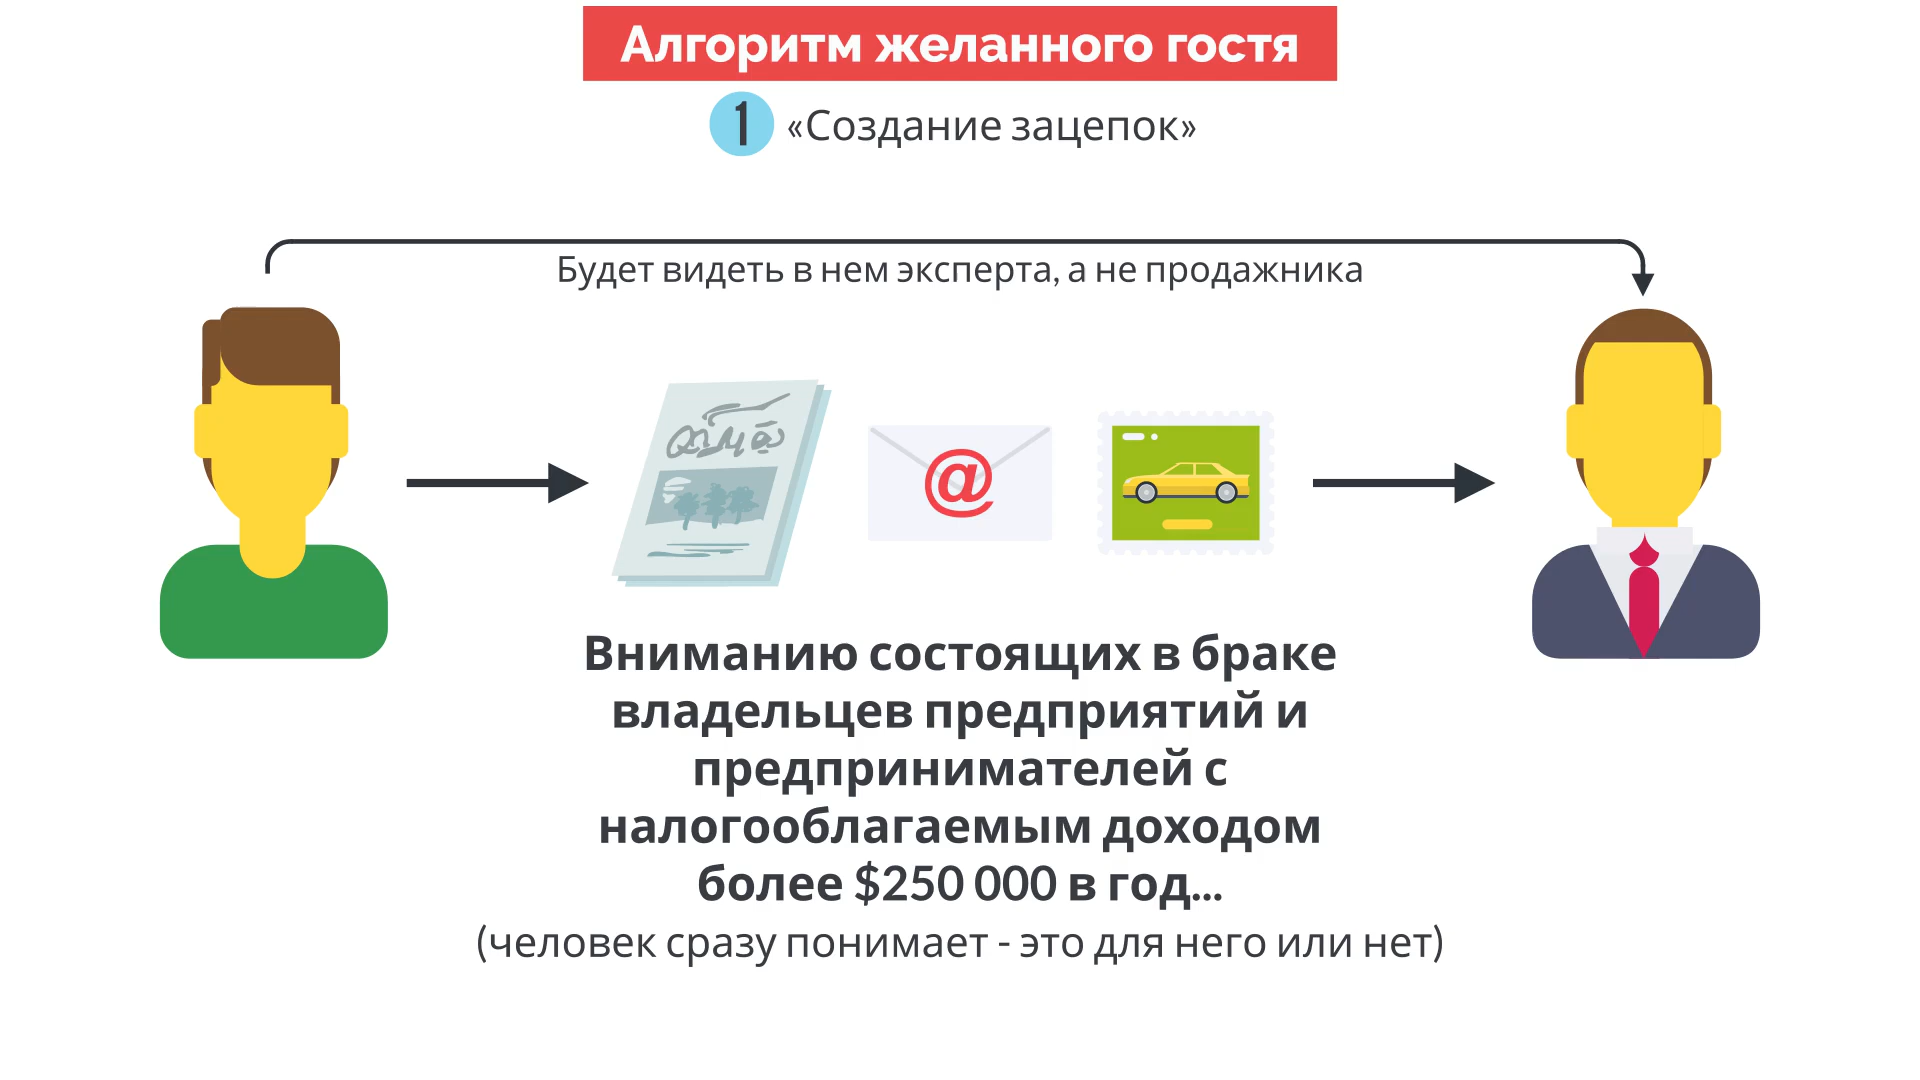 Алгоритм желанного гостя
1 «Создание зацепок»
Будет видеть в нем эксперта, а не продажника
@
Вниманию состоящих в браке
владельцев предприятий и
предпринимателей с
налогооблагаемым доходом
более $250 000 в год...
(человек сразу понимает - это для него или нет)